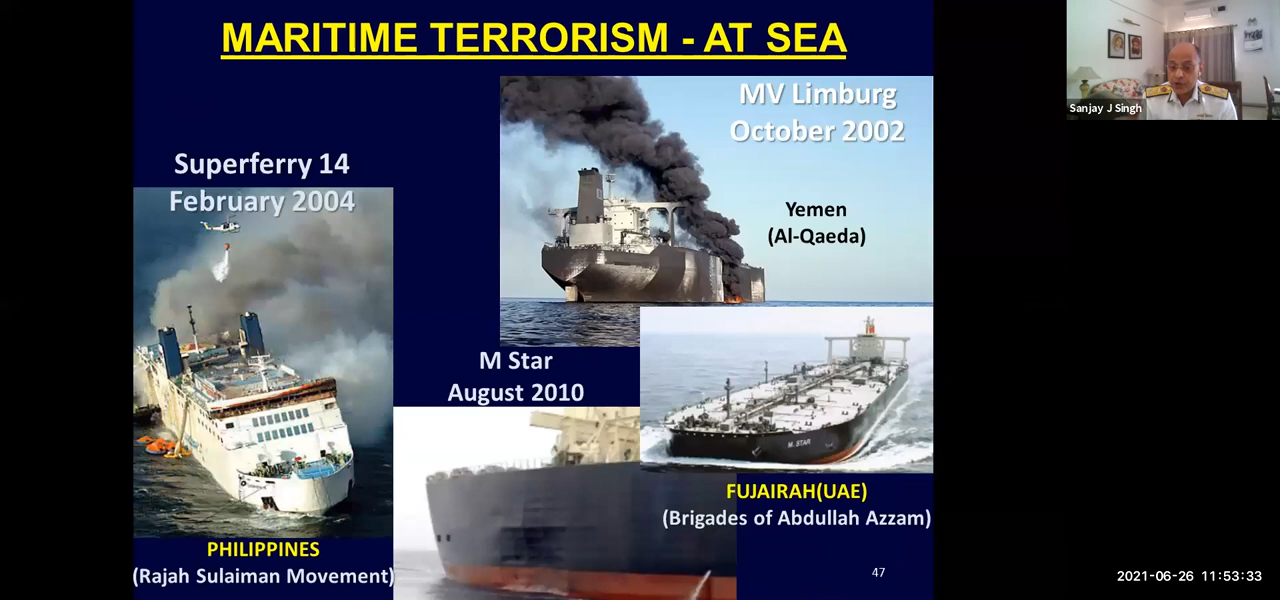 MARITIME TERRORISM - AT SEA
MV Limburg
October 2002
Sanjay J Singh
Superferry 14
February 2004
Yemen
(Al-Qaeda)
M Star
August 2010
M. STAR
FUJAIRAH(UAE)
(Brigades of Abdullah Azzam)
PHILIPPINES
(Rajah Sulaiman Movement)
47
2021-06-26 11:53:33